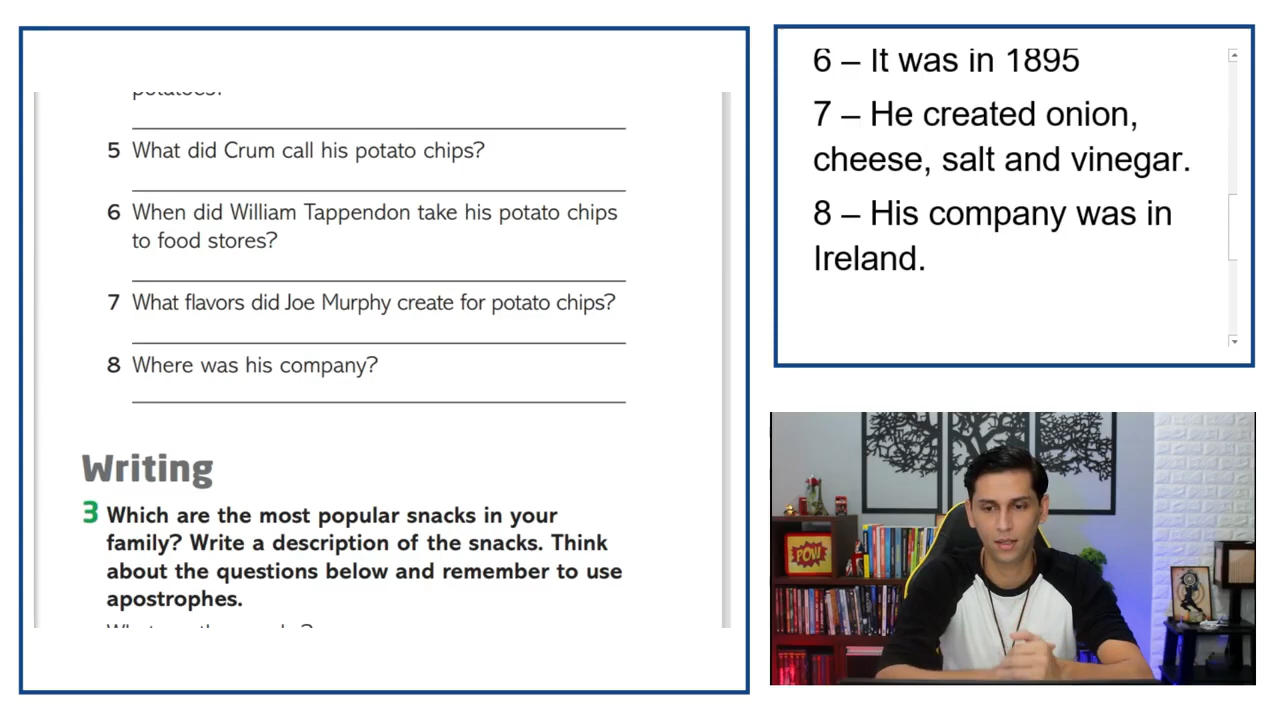 potatoes?
5 What did Crum call his potato chips?
6 When did William Tappendon take his potato chips
to food stores?
7 What flavors did Joe Murphy create for potato chips?
8 Where was his company?
Writing
3 Which are the most popular snacks in your
family? Write a description of the snacks. Think
about the questions below and remember to use
apostrophes.
6 – It was in 1895
7 – He created onion,
cheese, salt and vinegar.
8 – His company was in
Ireland.
POW